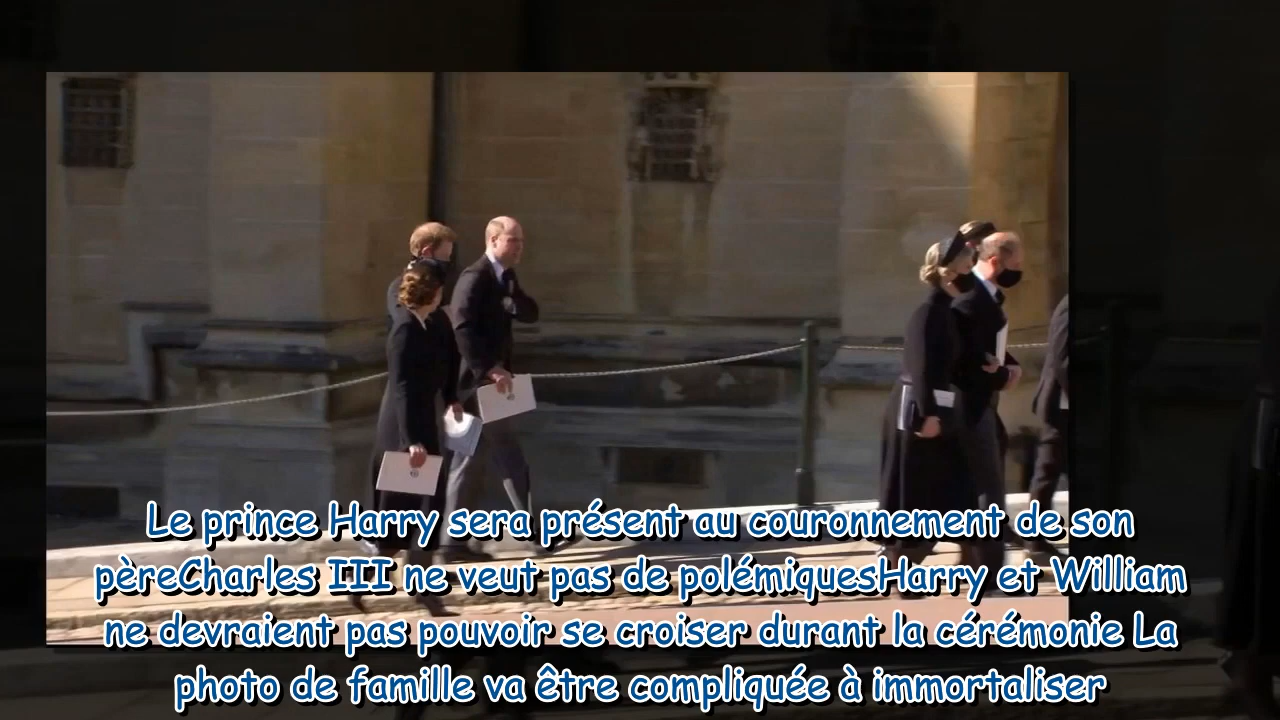 Le prince Harry sera présent au couronnement de son
pèreCharles III ne veut pas de polémiquesHarry et William
ne devraient pas pouvoir se croiser durant la cérémonie La
photo de famille va être compliquée à immortaliser